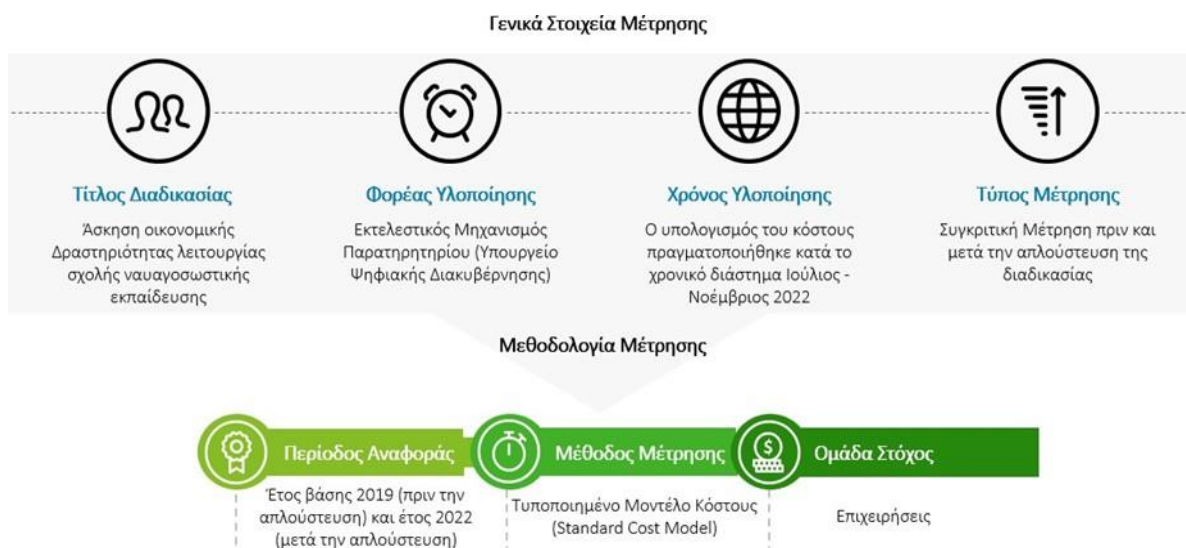 Γενικά Στοιχεία Μέτρησης
Τίτλος Διαδικασίας
Άσκηση οικονομικής
Δραστηριότητας λειτουργίας
σχολής ναυαγοσωστικής
εκπαίδευσης
Φορέας Υλοποίησης
Εκτελεστικός Μηχανισμός
Παρατηρητηρίου (Υπουργείο
Ψηφιακής Διακυβέρνησης)
Χρόνος Υλοποίησης
Ο υπολογισμός του κόστους
πραγματοποιήθηκε κατά το
χρονικό διάστημα Ιούλιος -
Νοέμβριος 2022
Τύπος Μέτρησης
Συγκριτική Μέτρηση πριν και
μετά την απλούστευση της
διαδικασίας
Μεθοδολογία Μέτρησης
Περίοδος Αναφοράς
Έτος βάσης 2019 (πριν την
απλούστευση) και έτος 2022
(μετά την απλούστευση)
Μέθοδος Μέτρησης
Τυποποιημένο Μοντέλο Κόστους
(Standard Cost Model)
Ομάδα Στόχος
Επιχειρήσεις